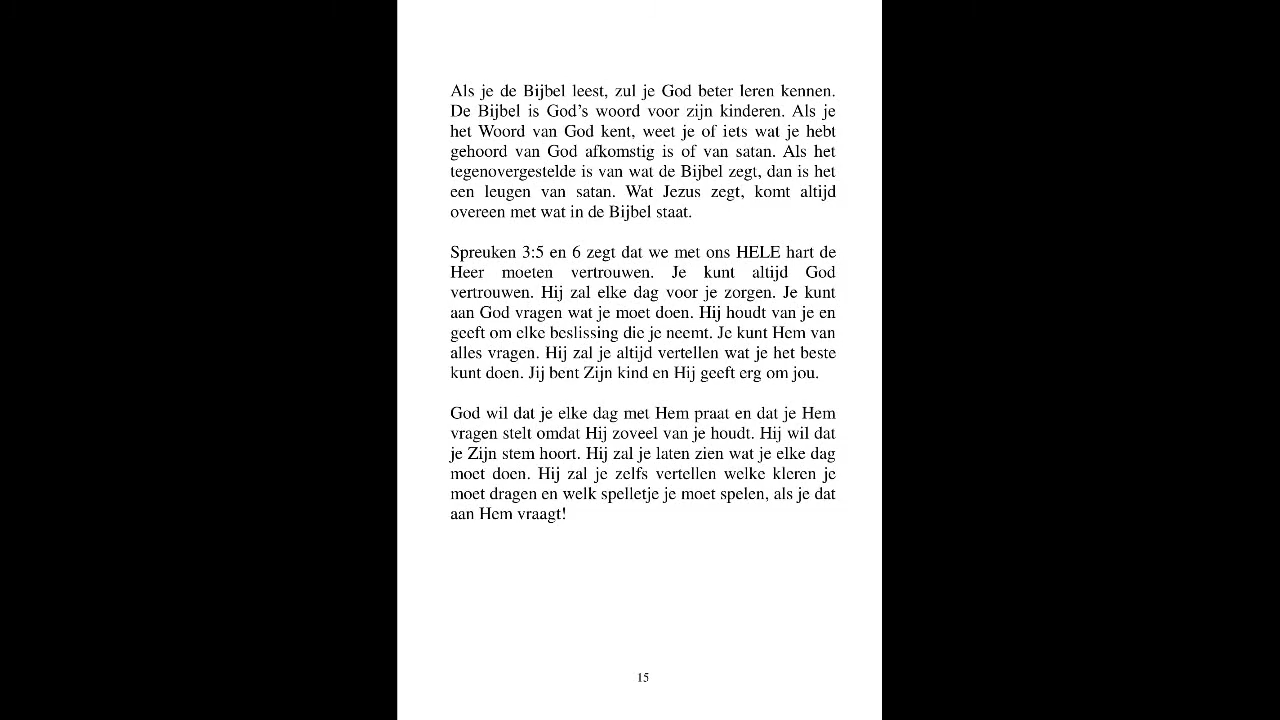 Als je de Bijbel leest, zul je God beter leren kennen.
De Bijbel is God's woord voor zijn kinderen. Als je
het Woord van God kent, weet je of iets wat je hebt
gehoord van God afkomstig is of van satan. Als het
tegenovergestelde is van wat de Bijbel zegt, dan is het
een leugen van satan. Wat Jezus zegt, komt altijd
overeen met wat in de Bijbel staat.
Spreuken 3:5 en 6 zegt dat we met ons HELE hart de
Heer moeten vertrouwen. Je kunt altijd God
vertrouwen. Hij zal elke dag voor je zorgen. Je kunt
aan God vragen wat je moet doen. Hij houdt van je en
geeft om elke beslissing die je neemt. Je kunt Hem van
alles vragen. Hij zal je altijd vertellen wat je het beste
kunt doen. Jij bent Zijn kind en Hij geeft erg om jou.
God wil dat je elke dag met Hem praat en dat je Hem
vragen stelt omdat Hij zoveel van je houdt. Hij wil dat
je Zijn stem hoort. Hij zal je laten zien wat je elke dag
moet doen. Hij zal je zelfs vertellen welke kleren je
moet dragen en welk spelletje je moet spelen, als je dat
aan Hem vraagt!
15